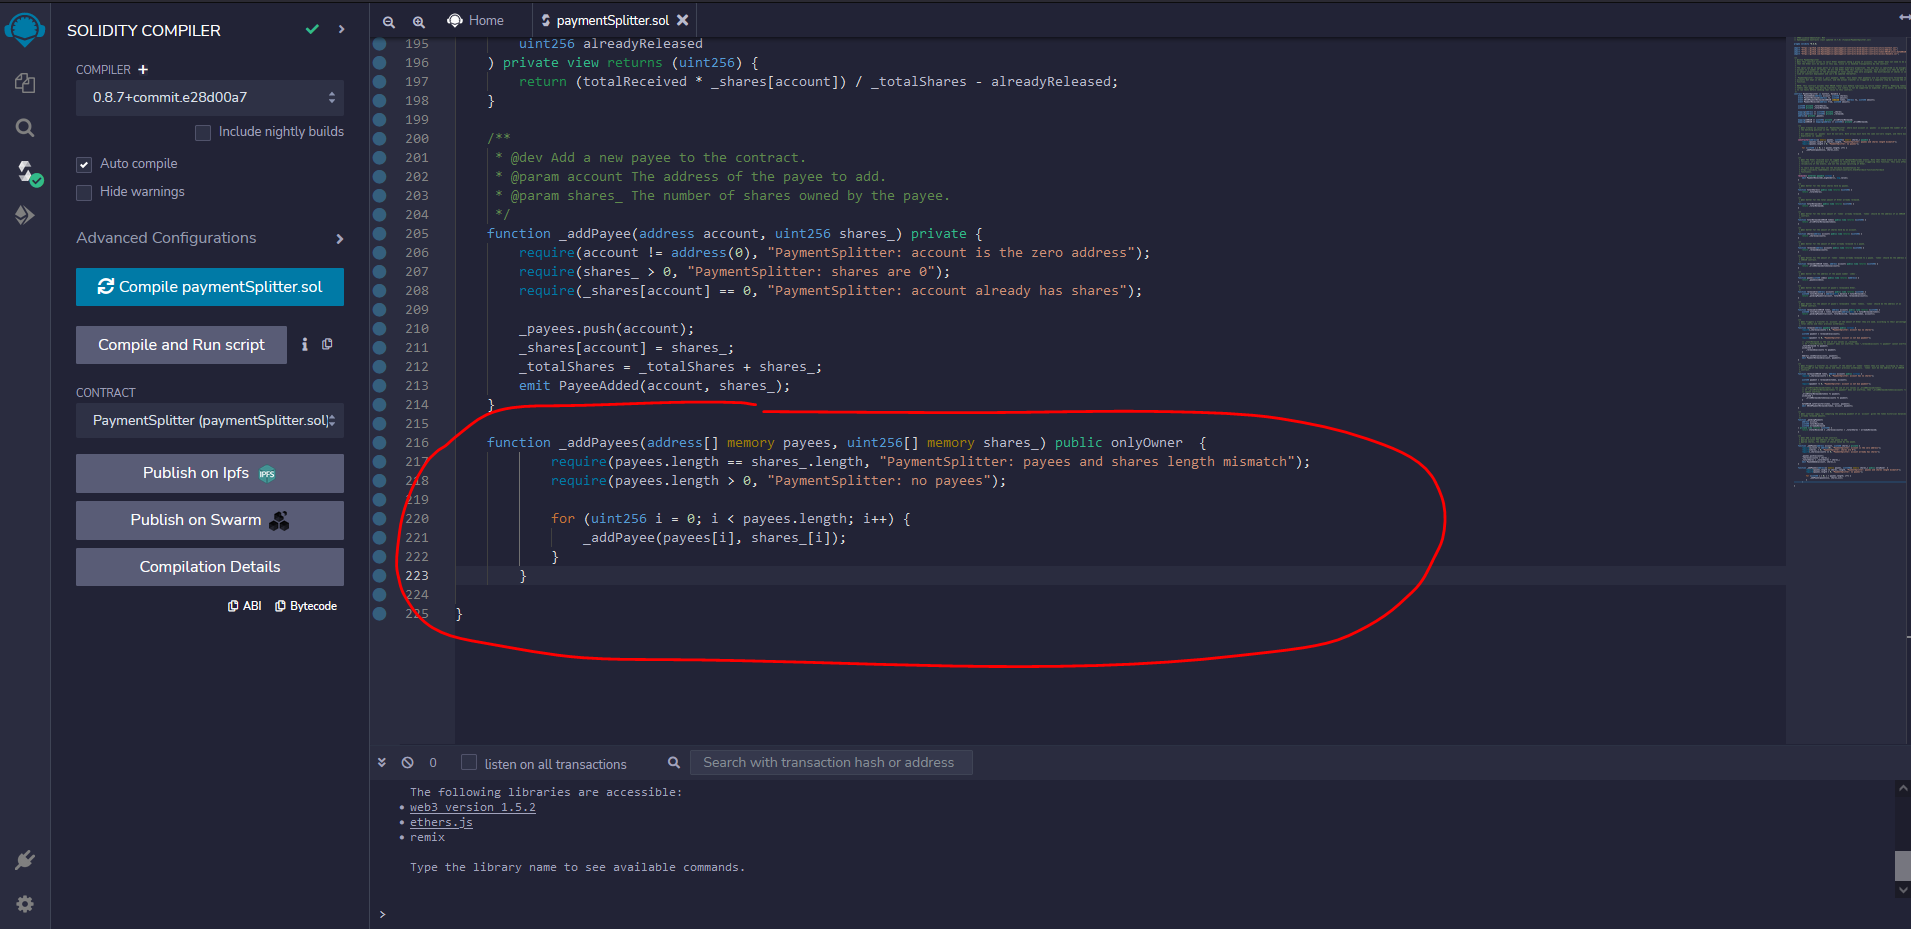 SOLIDITY COMPILER
COMPILER +
0.8.7+commit.e28d00a7
Include nightly builds
Auto compile
Hide warnings
Advanced Configurations
Compile paymentSplitter.sol
Compile and Run script
CONTRACT
PaymentSplitter (paymentSplitter.sol)
Publish on Ipfs IPFS
Publish on Swarm
Compilation Details
ABI Bytecode
Home paymentSplitter.sol
195 uint256 alreadyReleased
196 ) private view returns (uint256) {
197 return (totalReceived * _shares[account]) / _totalShares - alreadyReleased;
198 }
199
200 /**
201 * @dev Add a new payee to the contract.
202 * @param account The address of the payee to add.
203 * @param shares_ The number of shares owned by the payee.
204 */
205 function _addPayee(address account, uint256 shares_) private {
206 require(account != address(0), "PaymentSplitter: account is the zero address");
207 require(shares_ > 0, "PaymentSplitter: shares are 0");
208 require(_shares[account] == 0, "PaymentSplitter: account already has shares");
209
210 _payees.push(account);
211 _shares[account] = shares_;
212 _totalShares = _totalShares + shares_;
213 emit PayeeAdded(account, shares_);
214 }
215
216 function _addPayees(address[] memory payees, uint256[] memory shares_) public onlyOwner {
217 require(payees.length == shares_.length, "PaymentSplitter: payees and shares length mismatch");
218 require(payees.length > 0, "PaymentSplitter: no payees");
219
220 for (uint256 i = 0; i < payees.length; i++) {
221 _addPayee(payees[i], shares_[i]);
222 }
223 }
224
225 }
0 listen on all transactions Search with transaction hash or address
The following libraries are accessible:
• web3 version 1.5.2
• ethers.js
• remix
Type the library name to see available commands.
>